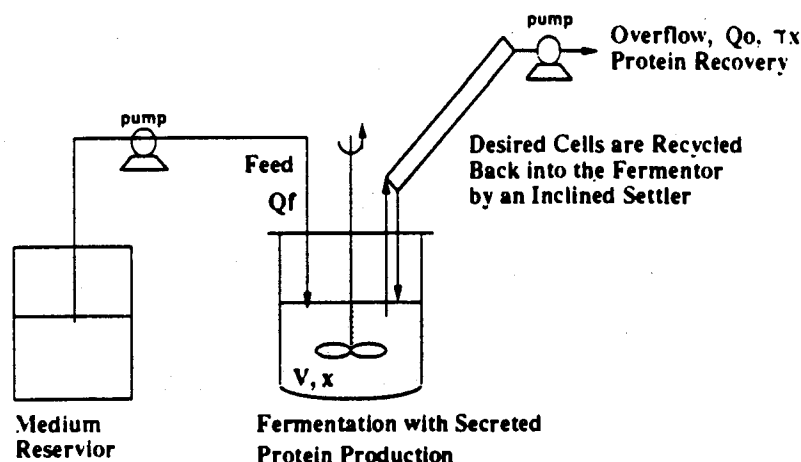 pump
Overflow, Qo, ┭x
Protein Recovery
pump
Feed
Qf
Desired Cells are Recycled
Back into the Fermentor
by an Inclined Settler
V, x
Medium
Reservior
Fermentation with Secreted
Protein Production